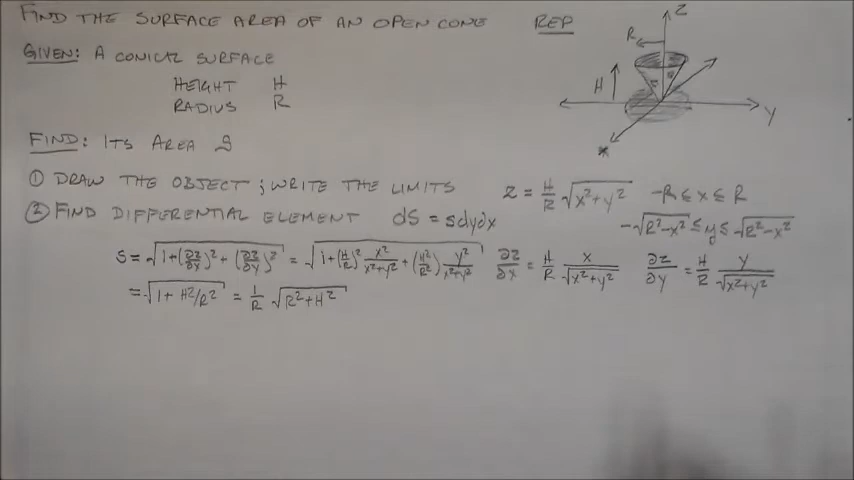 FIND THE SURFACE AREA OF AN OPEN CONE REP
GIVEN: A CONICAL SURFACE
HEIGHT H
RADIUS R
FIND: ITS AREA S
① DRAW THE OBJECT; WRITE THE LIMITS
Z = H/R √(x²+y²) -R ≤ x ≤ R
② FIND DIFFERENTIAL ELEMENT dS = s dy dx
-√(R²-x²) ≤ y ≤ √(R²-x²)
S = √(1+(∂z/∂x)²+(∂z/∂y)²) = √(1+(H/R)² x²/(x²+y²) + (H²/R²) y²/(x²+y²)) ∂z/∂x = H/R x/√(x²+y²) ∂z/∂y = H/R y/√(x²+y²)
= √(1+H²/R²) = 1/R √(R²+H²)
Z
R
H
Y
x